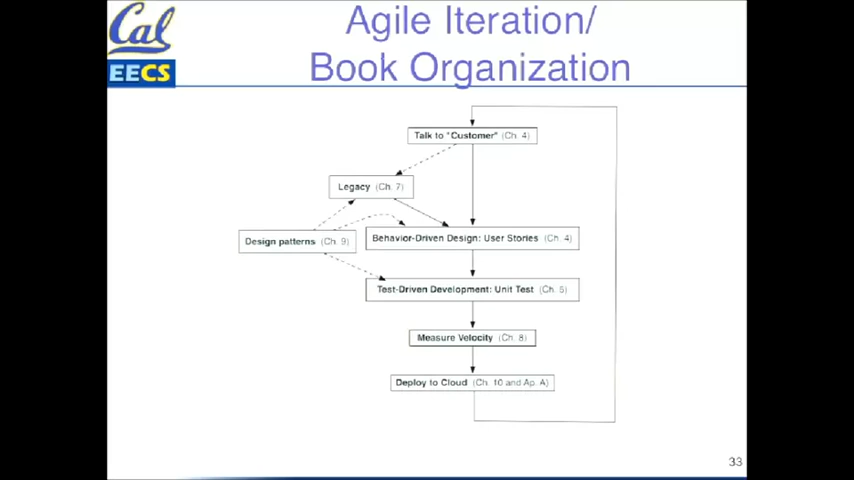 Cal
EECS
Agile Iteration/
Book Organization
Talk to "Customer" (Ch. 4)
Legacy (Ch. 7)
Design patterns (Ch. 9)
Behavior-Driven Design: User Stories (Ch. 4)
Test-Driven Development: Unit Test (Ch. 5)
Measure Velocity (Ch. 8)
Deploy to Cloud (Ch. 10 and Ap. A)
33